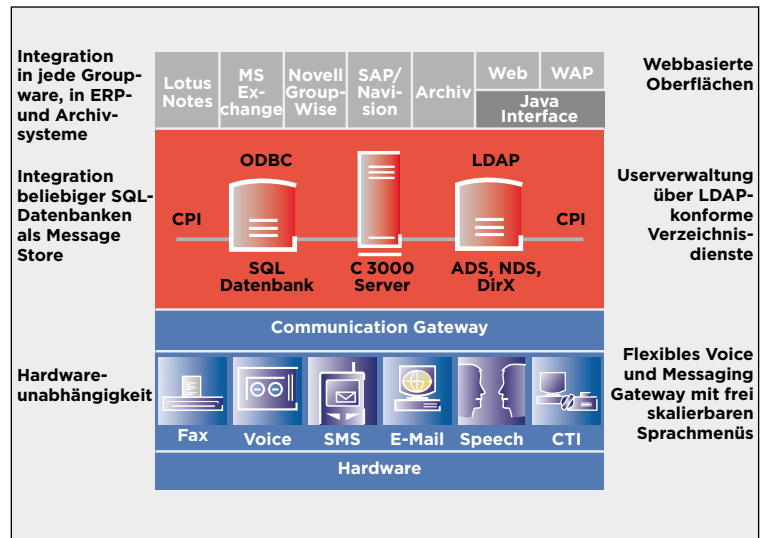 Integration
in jede Group-
ware, in ERP-
und Archiv-
systeme
Lotus
Notes
MS
Ex-
change
Novell
Group-
Wise
SAP/
Navi-
sion
Archiv
Web
WAP
Java
Interface
Webbasierte
Oberflächen
Integration
beliebiger SQL-
Datenbanken
als Message
Store
CPI
ODBC
SQL
Datenbank
C 3000
Server
LDAP
ADS, NDS,
DirX
CPI
Userverwaltung
über LDAP-
konforme
Verzeichnis-
dienste
Communication Gateway
Hardware-
unabhängigkeit
Fax
Voice
SMS
E-Mail
Speech
CTI
Hardware
Flexibles Voice
und Messaging
Gateway mit frei
skalierbaren
Sprachmenüs